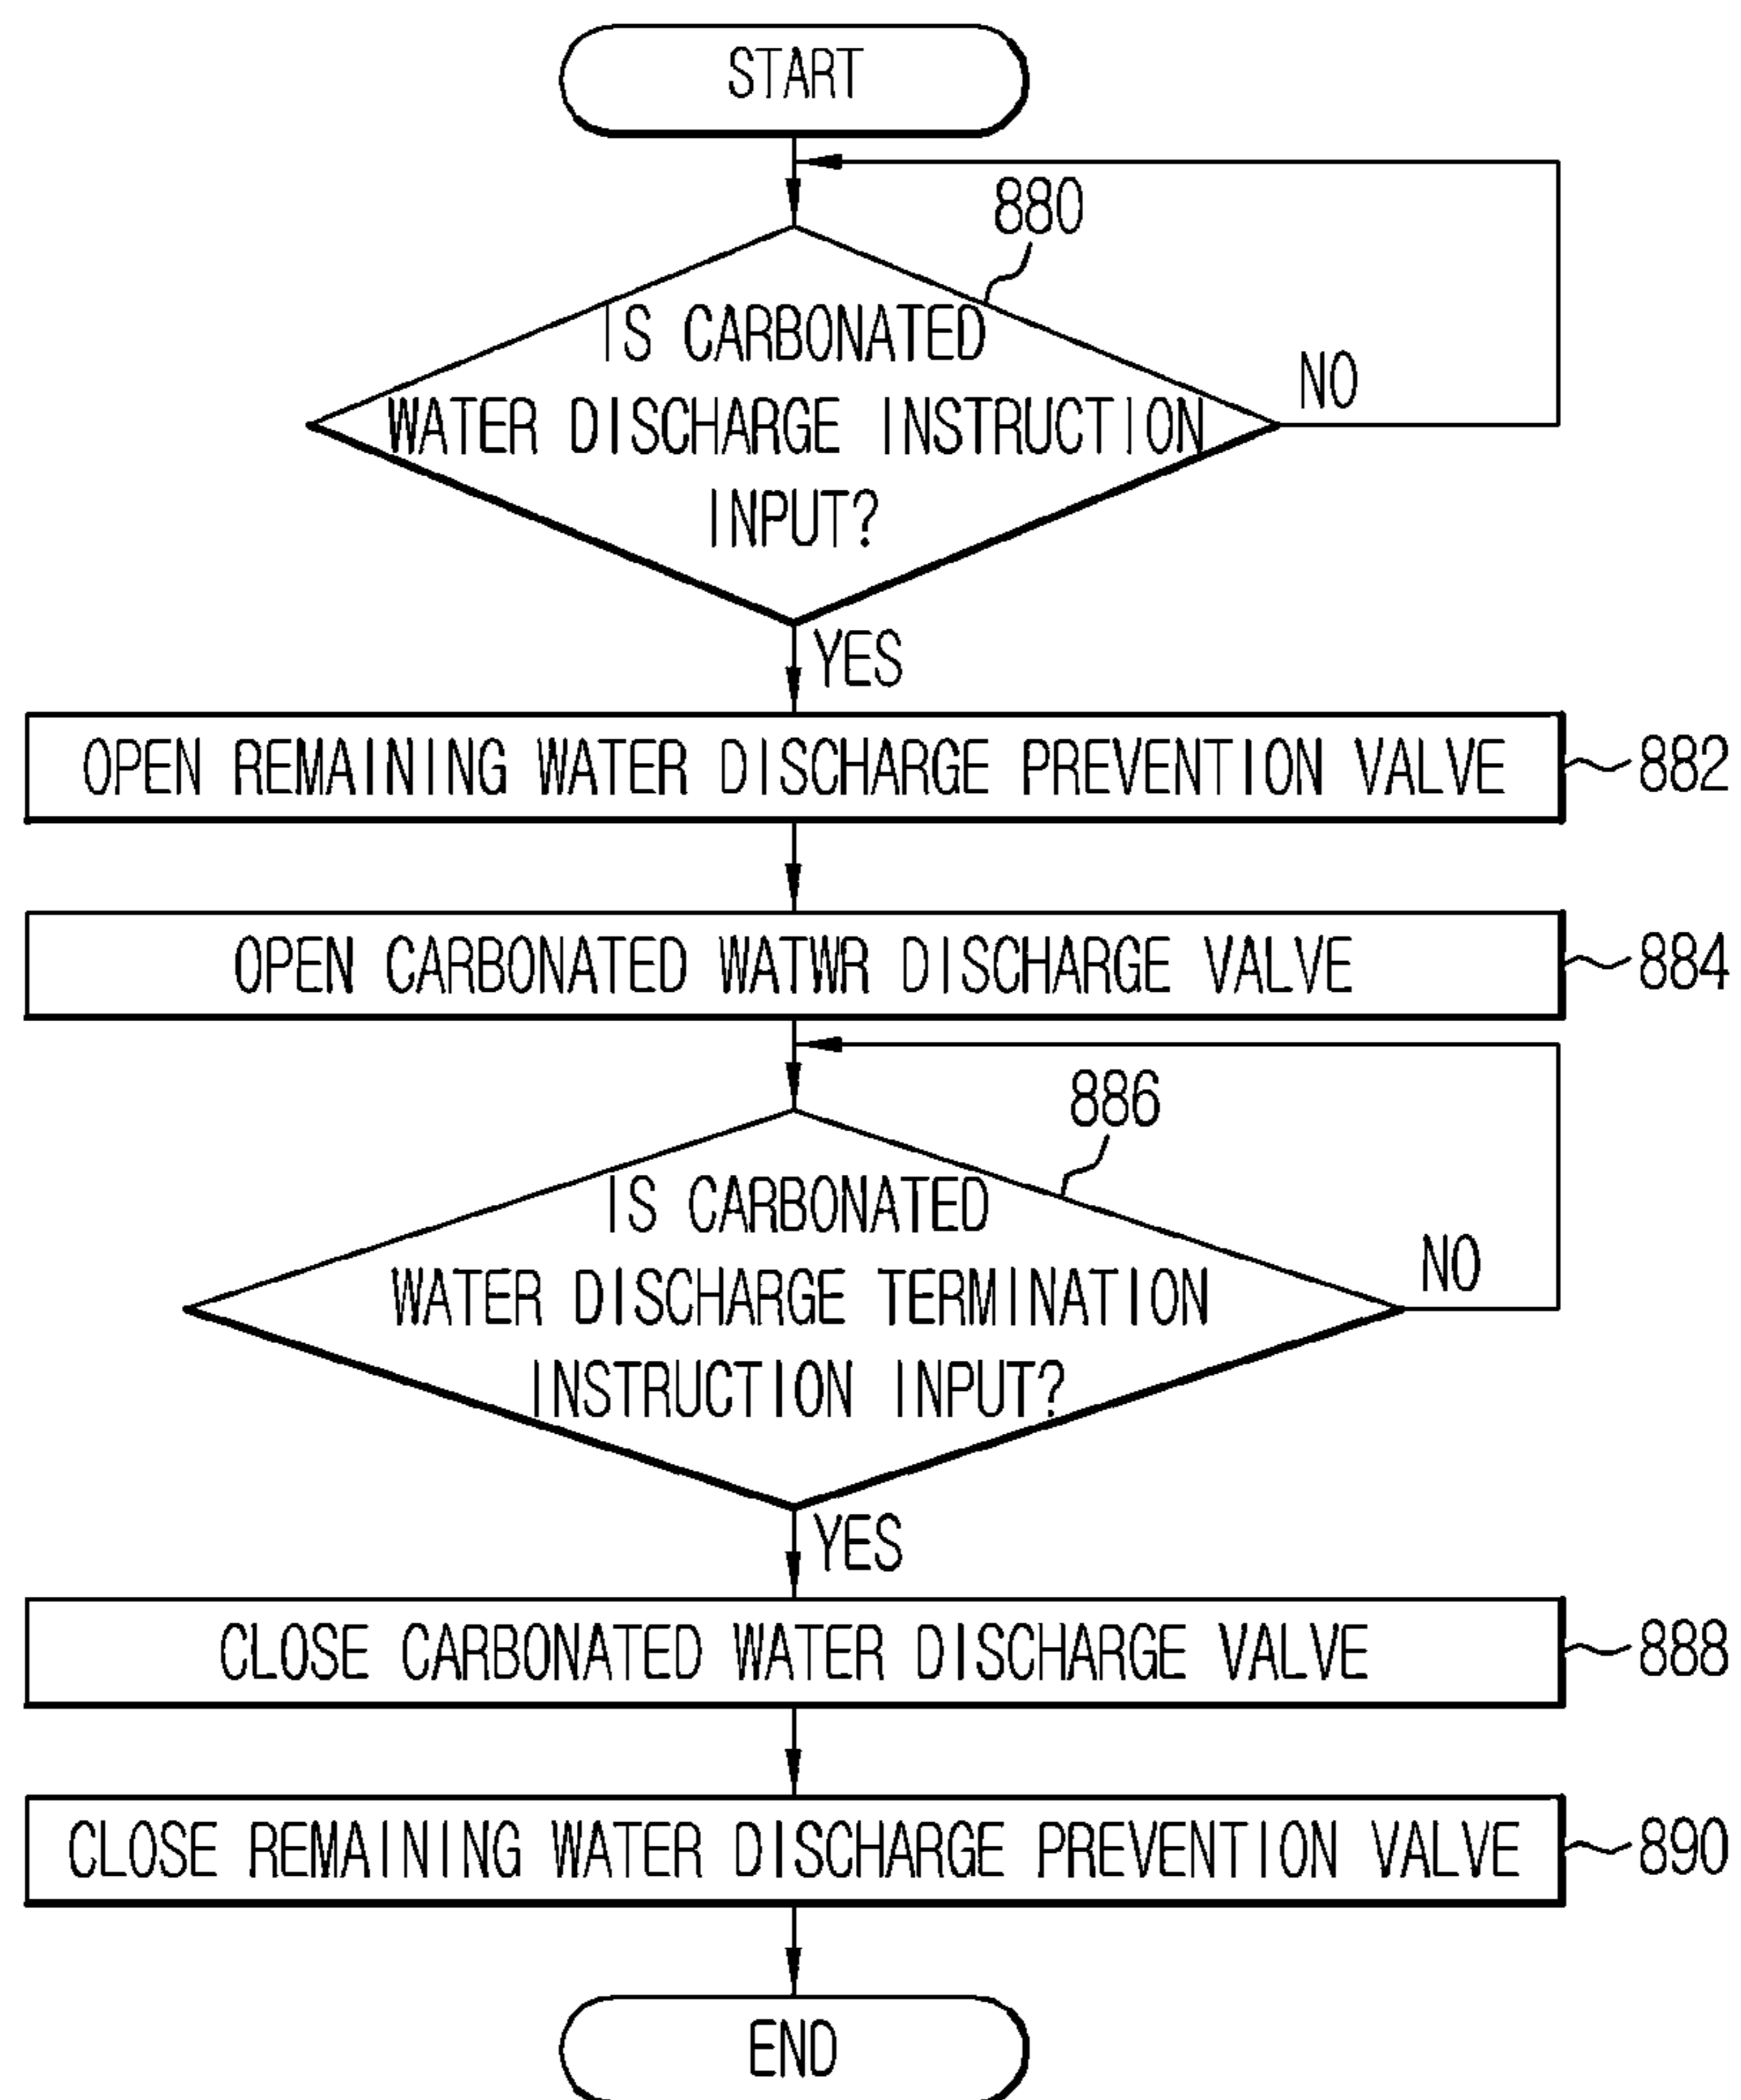 START
880
IS CARBONATED
WATER DISCHARGE INSTRUCTION
INPUT?
NO
YES
OPEN REMAINING WATER DISCHARGE PREVENTION VALVE
882
OPEN CARBONATED WATWR DISCHARGE VALVE
884
886
IS CARBONATED
WATER DISCHARGE TERMINATION
INSTRUCTION INPUT?
NO
YES
CLOSE CARBONATED WATER DISCHARGE VALVE
888
CLOSE REMAINING WATER DISCHARGE PREVENTION VALVE
890
END